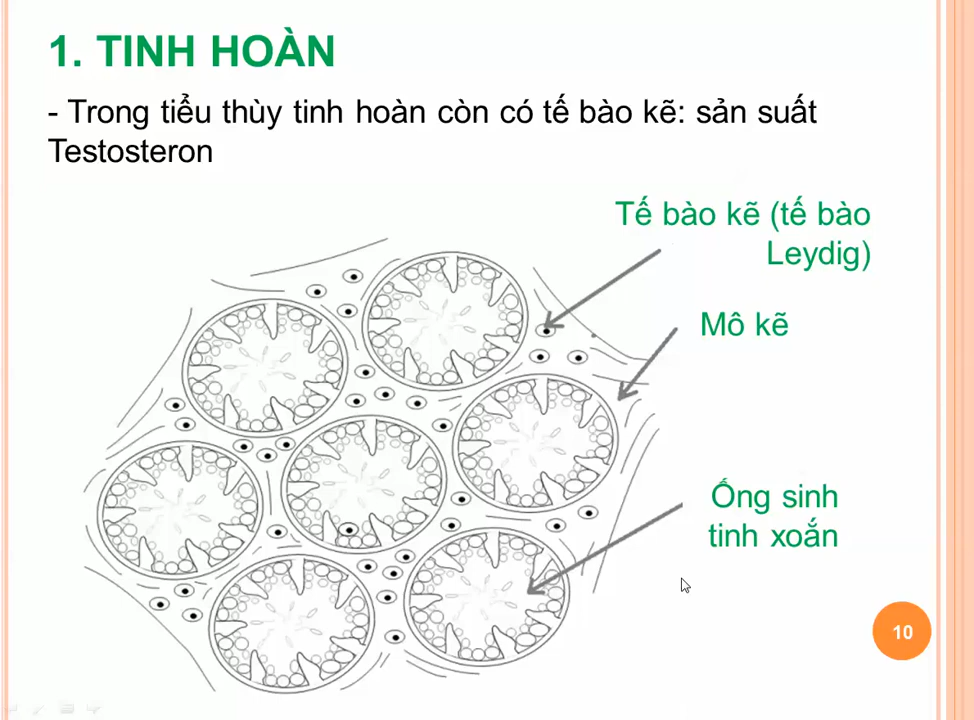 1. TINH HOÀN
- Trong tiểu thùy tinh hoàn còn có tế bào kẽ: sản suất
Testosteron
Tế bào kẽ (tế bào
Leydig)
Mô kẽ
Ống sinh
tinh xoắn
10